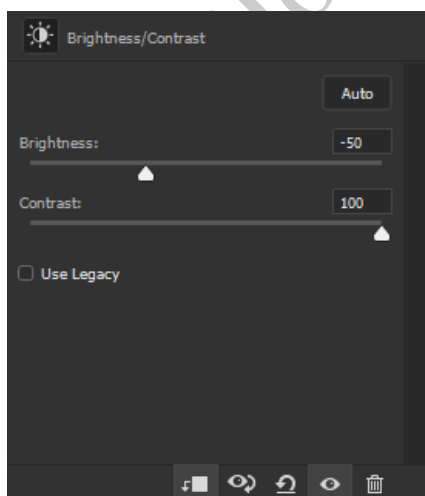 Brightness/Contrast
Auto
Brightness: -50
Contrast: 100
Use Legacy